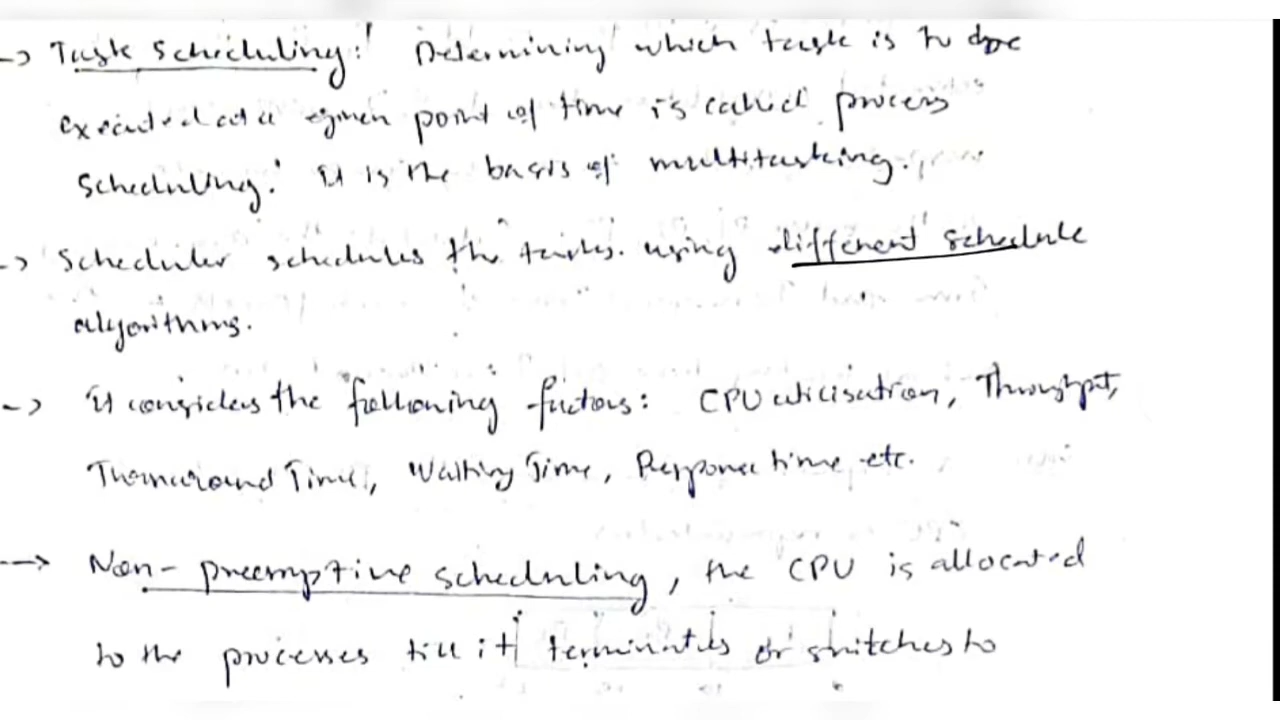 -> Task Scheduling: Determining which task is to
executed at a given point of time is called process
Scheduling. It is the basis of multitasking.
-> Scheduler schedules the tasks. using different schedule
algorithms.
-> It considers the following factors: CPU utilisation, Throughput,
Turnaround Time, Waiting Time, Response time etc.
-> Non-preemptive scheduling, the CPU is allocated
to the processes till it terminates or switches to